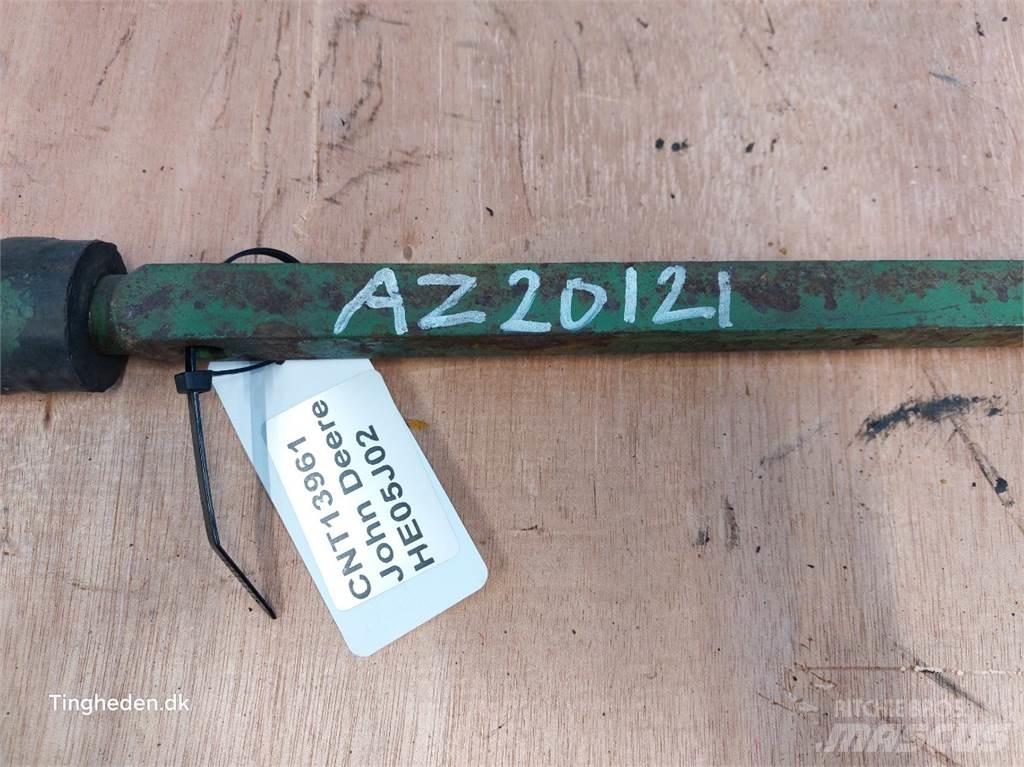 AZ20121
CNT13961
John Deere
HE05J02
Tingheden.dk
RITCHIE BROS
MASCUS